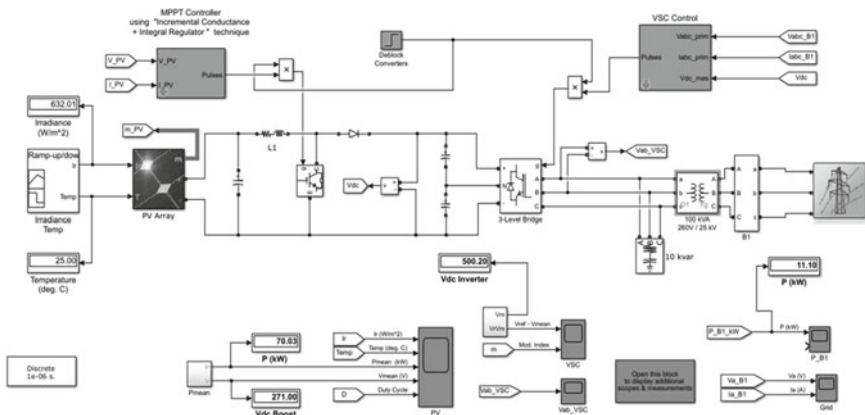 MPPT Controller
using "Incremental Conductance
+ Integral Regulator" technique
VSC Control
V_PV
V_PV
I_PV
I_PV
Pulses
×
Deblock
Converters
×
Pulses
Vabc_prim
Iabc_prim
Vdc_mes
Vabc_B1
Iabc_B1
Vdc
632.01
Irradiance
(W/m^2)
m_PV
Ramp-up/dow
Ir
Temp
Irradiance
Temp
m
PV Array
L1
Vdc
3-Level Bridge
Vab_VSC
100 kVA
260V / 25 kV
B1
10 kvar
25.00
Temperature
(deg. C)
500.20
Vdc Inverter
11.10
P (kW)
70.03
P (kW)
271.00
Vdc Boost
Pmean
Ir
Temp
D
Ir (W/m^2)
Temp (deg. C)
Pmean (kW)
Vmean (V)
Duty Cycle
PV
Vm
Vref - Vmean
m
Mod. Index
VSC
Vab_VSC
Vab_VSC
P_B1_kW
P (kW)
P_B1
Va_B1
Ia_B1
Va (V)
Ia (A)
Grid
Open this block
to display additional
scopes & measurements
Discrete
1e-06 s.